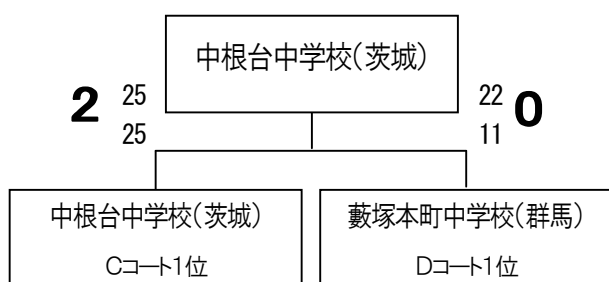 中根台中学校(茨城)
2 25 22 0
25 11
中根台中学校(茨城) 藪塚本町中学校(群馬)
Cコート1位 Dコート1位